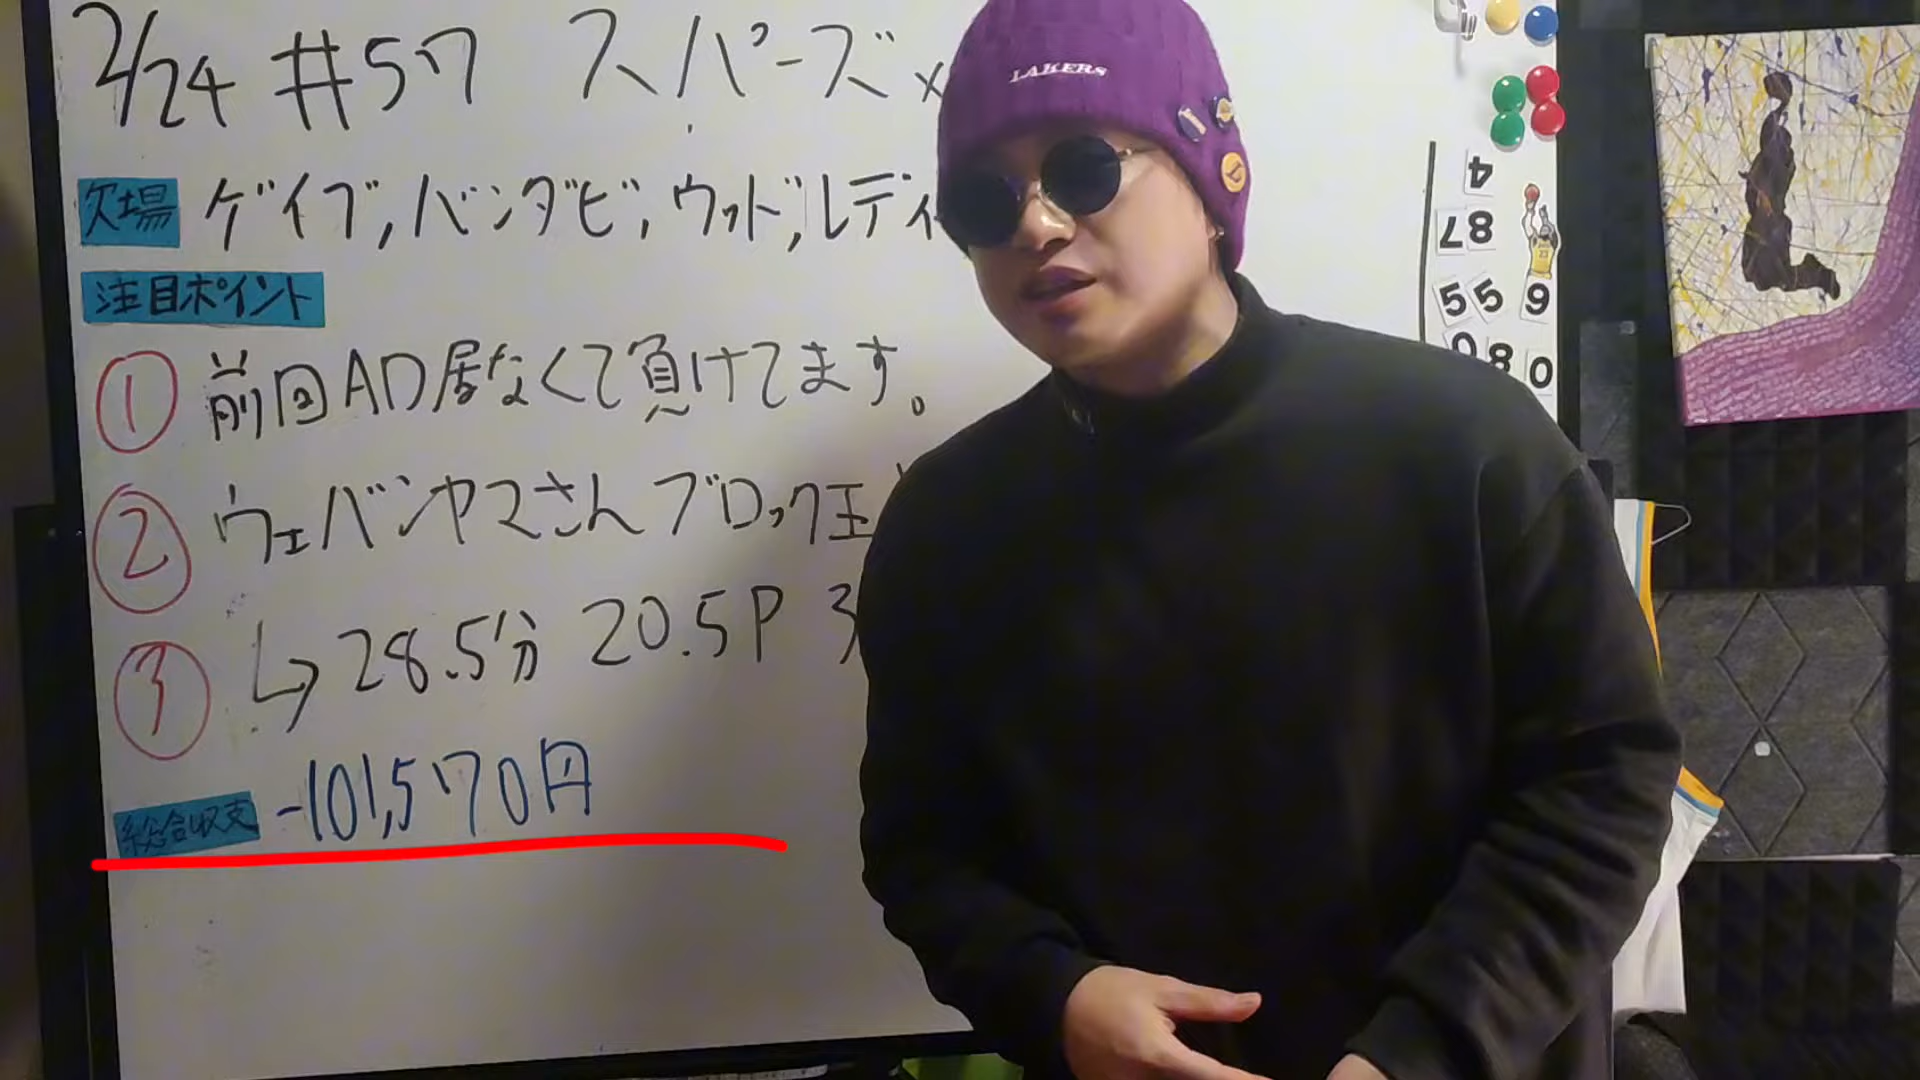 2/24 #57 スパーズ ×
欠場 ゲイブ, バンダビ, ウッド, レディ
注目ポイント
① 前回AD居なくて負けてます。
② ウェバンヤマさんブロック王
③ ↳ 28.5分 20.5P 3
総合収支 -101,570円
LAKERS
4
87
55 9
0 8 0